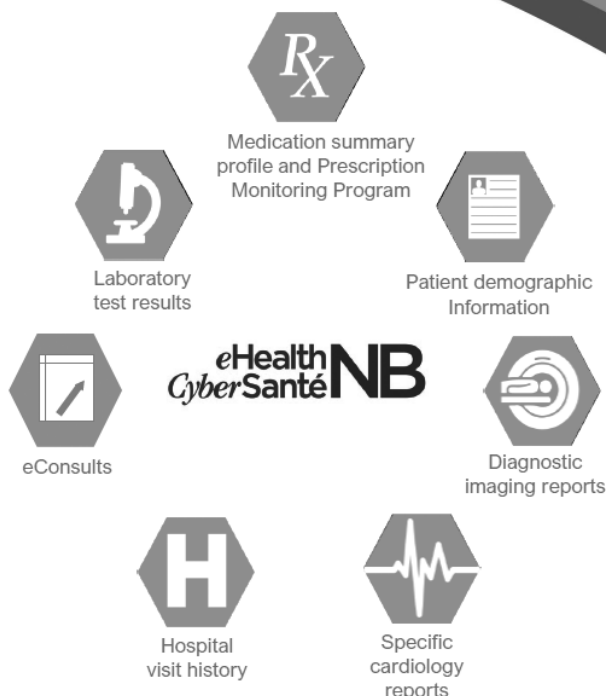 Rx
Medication summary
profile and Prescription
Monitoring Program
Laboratory
test results
Patient demographic
Information
eHealth NB
CyberSanté
eConsults
Diagnostic
imaging reports
H
Hospital
visit history
Specific
cardiology
reports